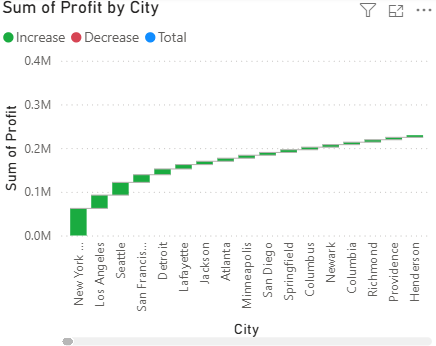 Sum of Profit by City
Increase Decrease Total
0.4M
0.3M
0.2M
0.1M
0.0M
Sum of Profit
New York ...
Los Angeles
Seattle
San Francis...
Detroit
Lafayette
Jackson
Atlanta
Minneapolis
San Diego
Springfield
Columbus
Newark
Columbia
Richmond
Providence
Henderson
City